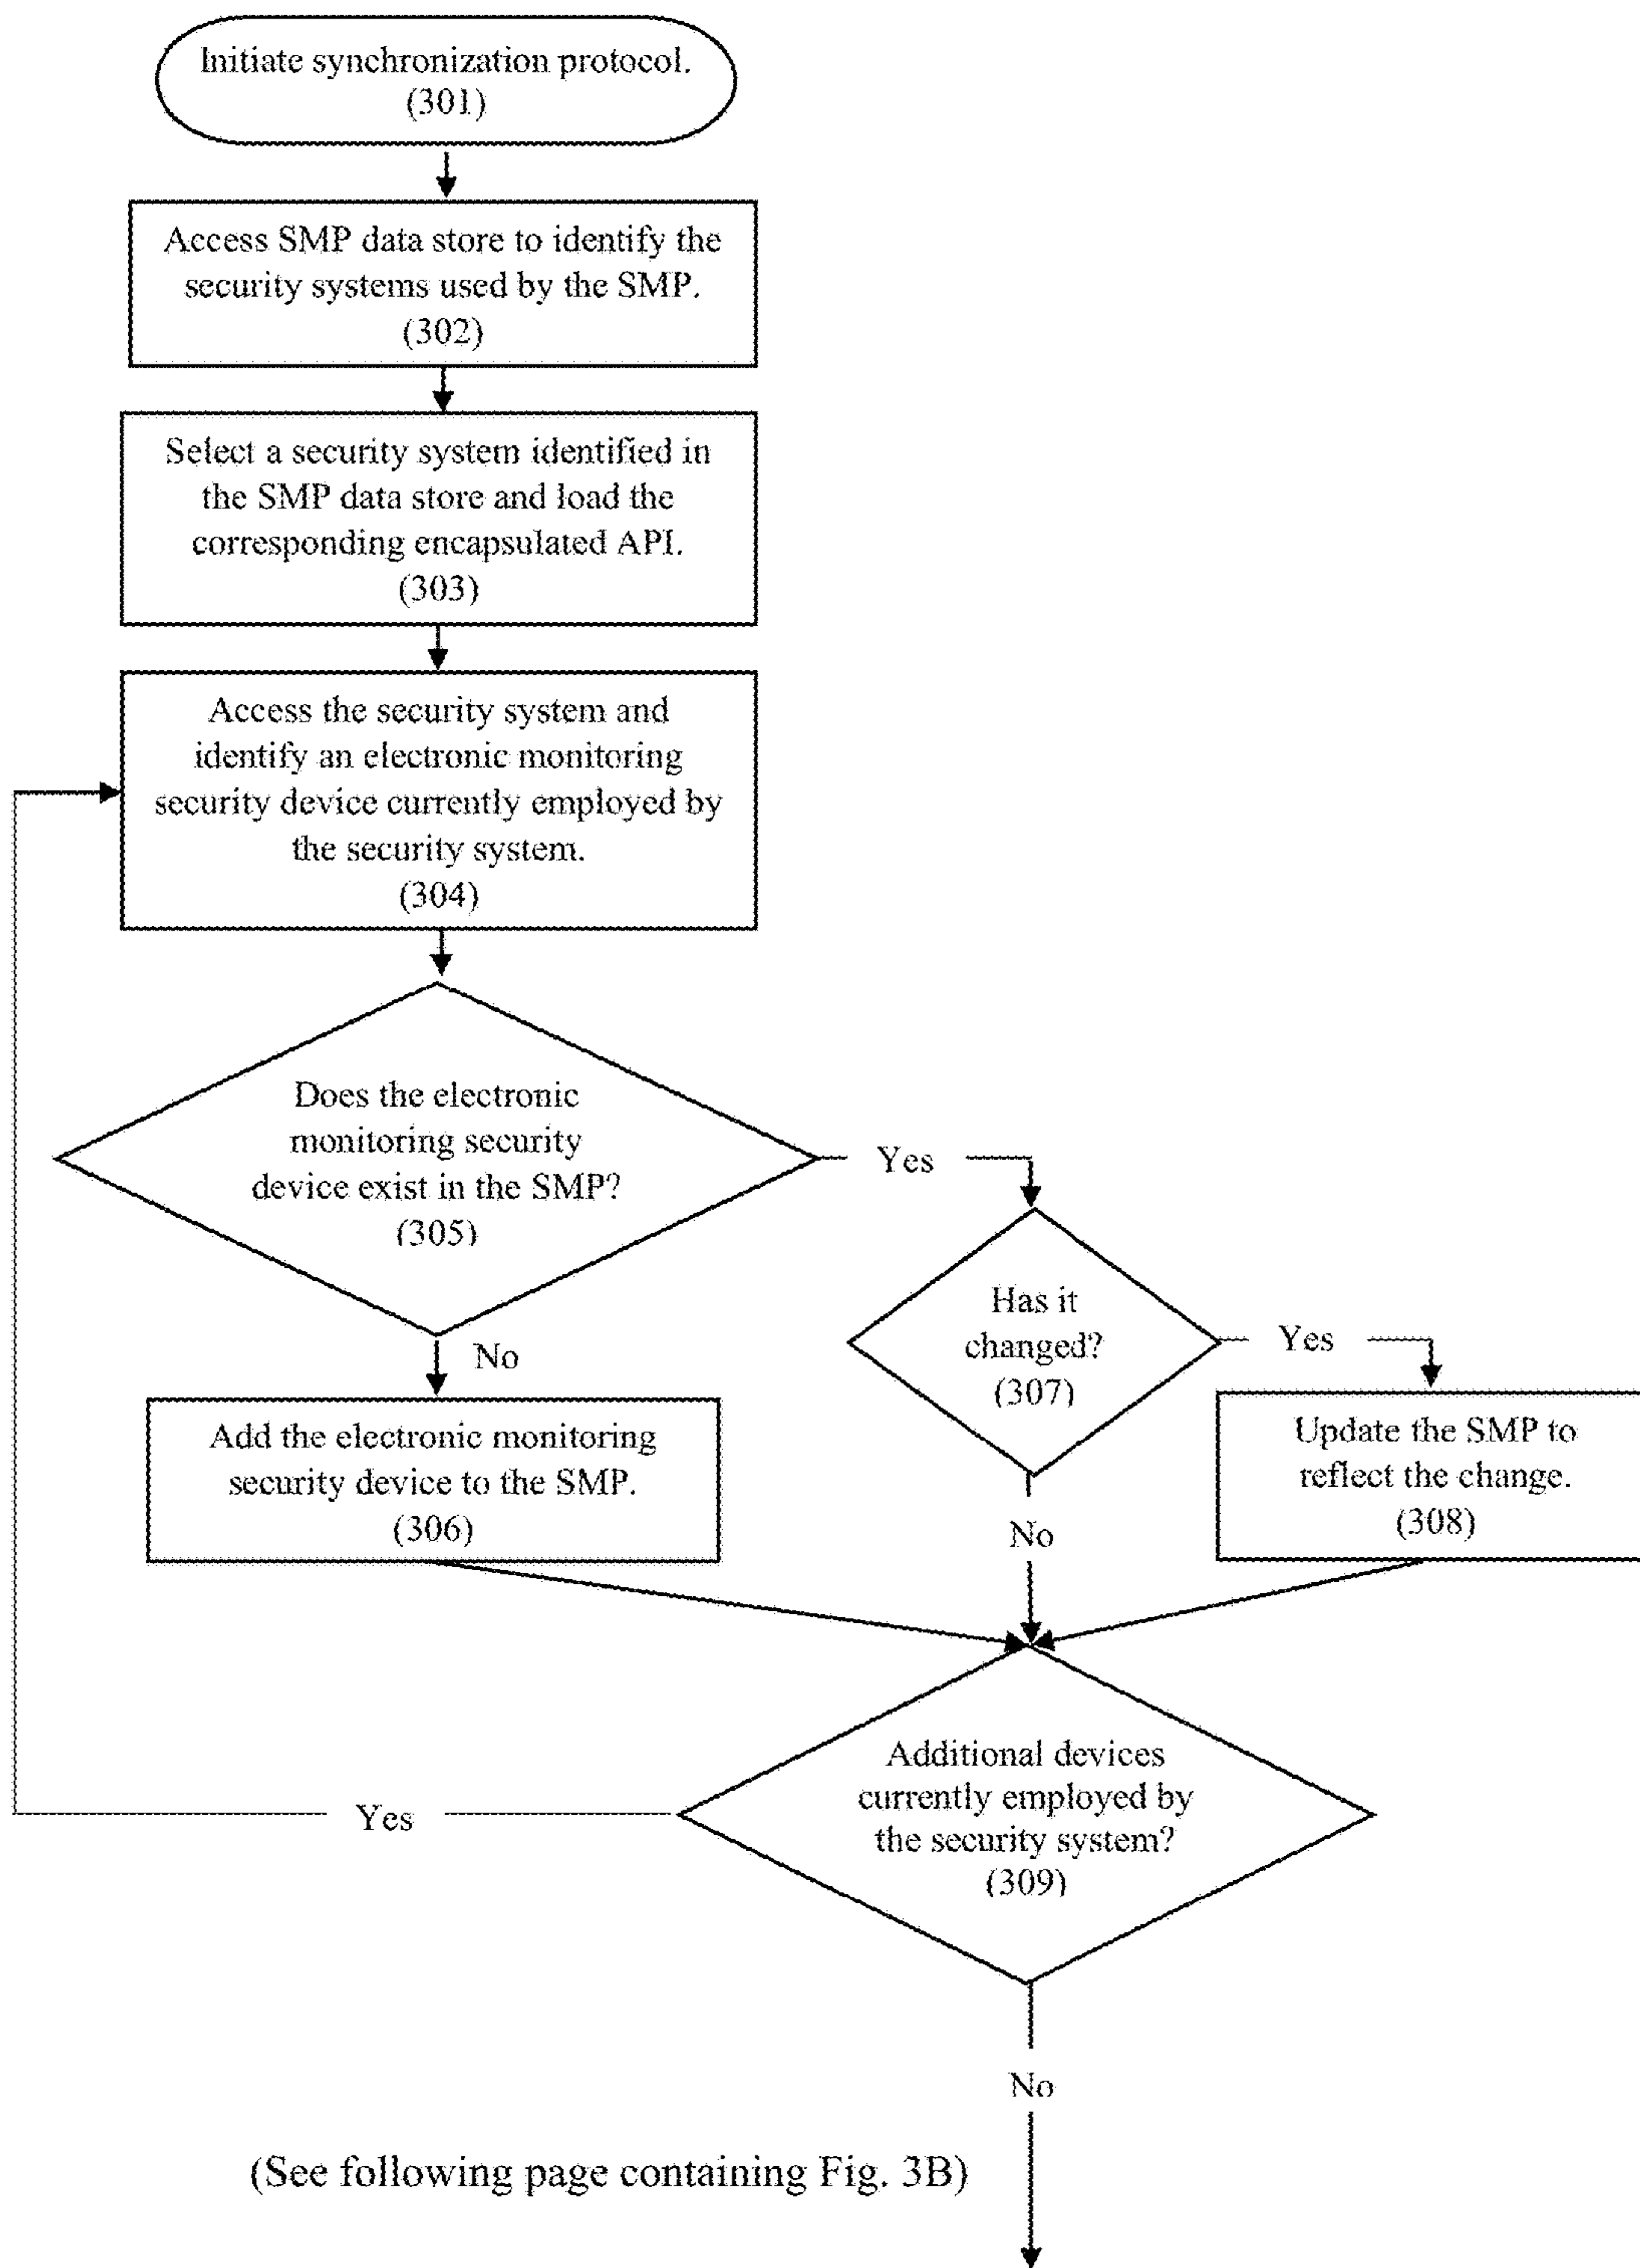 Initiate synchronization protocol.
(301)
Access SMP data store to identify the
security systems used by the SMP.
(302)
Select a security system identified in
the SMP data store and load the
corresponding encapsulated API.
(303)
Access the security system and
identify an electronic monitoring
security device currently employed by
the security system.
(304)
Does the electronic
monitoring security
device exist in the SMP?
(305)
Yes
No
Has it
changed?
(307)
Yes
No
Add the electronic monitoring
security device to the SMP.
(306)
Update the SMP to
reflect the change.
(308)
Additional devices
currently employed by
the security system?
(309)
Yes
No
(See following page containing Fig. 3B)